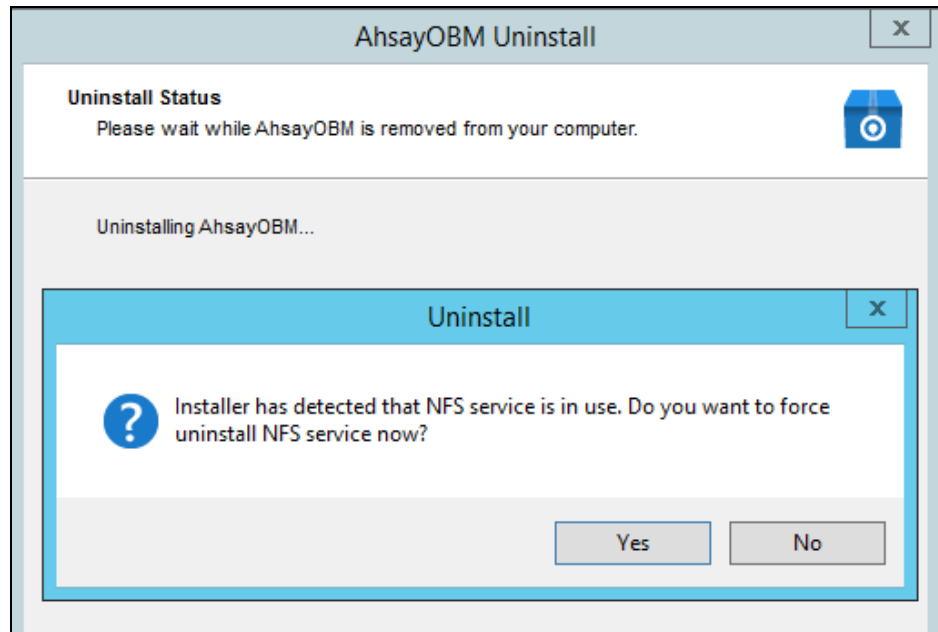 AhsayOBM Uninstall
x
Uninstall Status
Please wait while AhsayOBM is removed from your computer.
Uninstalling AhsayOBM...
Uninstall
x
Installer has detected that NFS service is in use. Do you want to force
uninstall NFS service now?
Yes
No